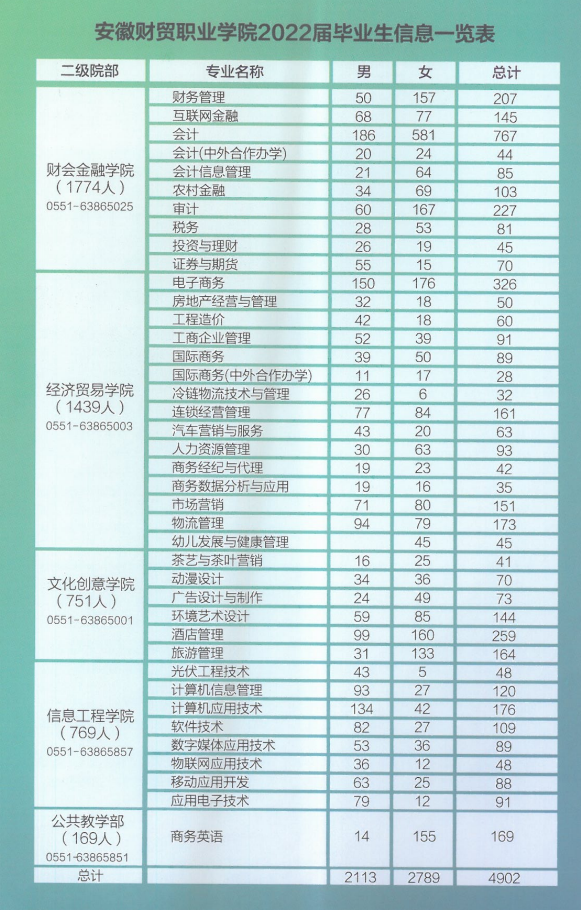 安徽财贸职业学院2022届毕业生信息一览表
二级院部 专业名称 男 女 总计
财会金融学院
（1774人）
0551-63865025
财务管理 50 157 207
互联网金融 68 77 145
会计 186 581 767
会计(中外合作办学) 20 24 44
会计信息管理 21 64 85
农村金融 34 69 103
审计 60 167 227
税务 28 53 81
投资与理财 26 19 45
证券与期货 55 15 70
经济贸易学院
（1439人）
0551-63865003
电子商务 150 176 326
房地产经营与管理 32 18 50
工程造价 42 18 60
工商企业管理 52 39 91
国际商务 39 50 89
国际商务(中外合作办学) 11 17 28
冷链物流技术与管理 26 6 32
连锁经营管理 77 84 161
汽车营销与服务 43 20 63
人力资源管理 30 63 93
商务经纪与代理 19 23 42
商务数据分析与应用 19 16 35
市场营销 71 80 151
物流管理 94 79 173
幼儿发展与健康管理 45 45
文化创意学院
（751人）
0551-63865001
茶艺与茶叶营销 16 25 41
动漫设计 34 36 70
广告设计与制作 24 49 73
环境艺术设计 59 85 144
酒店管理 99 160 259
旅游管理 31 133 164
信息工程学院
（769人）
0551-63865857
光伏工程技术 43 5 48
计算机信息管理 93 27 120
计算机应用技术 134 42 176
软件技术 82 27 109
数字媒体应用技术 53 36 89
物联网应用技术 36 12 48
移动应用开发 63 25 88
应用电子技术 79 12 91
公共教学部
（169人）
0551-63865851
商务英语 14 155 169
总计 2113 2789 4902